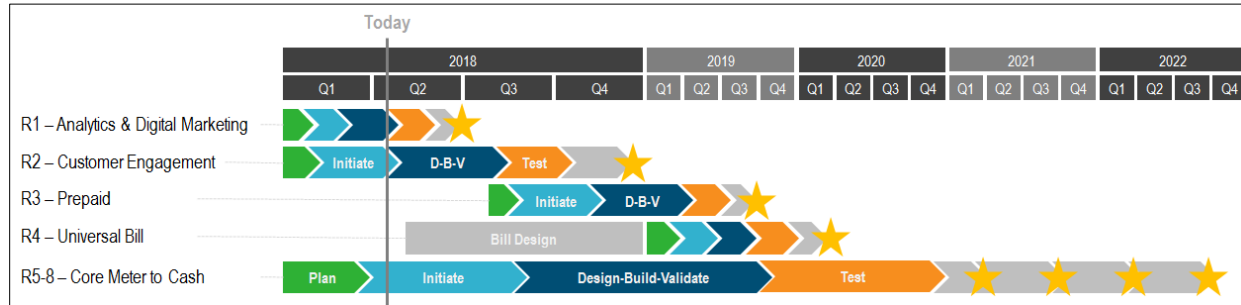 Today
2018 2019 2020 2021 2022
Q1 Q2 Q3 Q4 Q1 Q2 Q3 Q4 Q1 Q2 Q3 Q4 Q1 Q2 Q3 Q4 Q1 Q2 Q3 Q4
R1 – Analytics & Digital Marketing
R2 – Customer Engagement Initiate D-B-V Test
R3 – Prepaid Initiate D-B-V
R4 – Universal Bill Bill Design
R5-8 – Core Meter to Cash Plan Initiate Design-Build-Validate Test